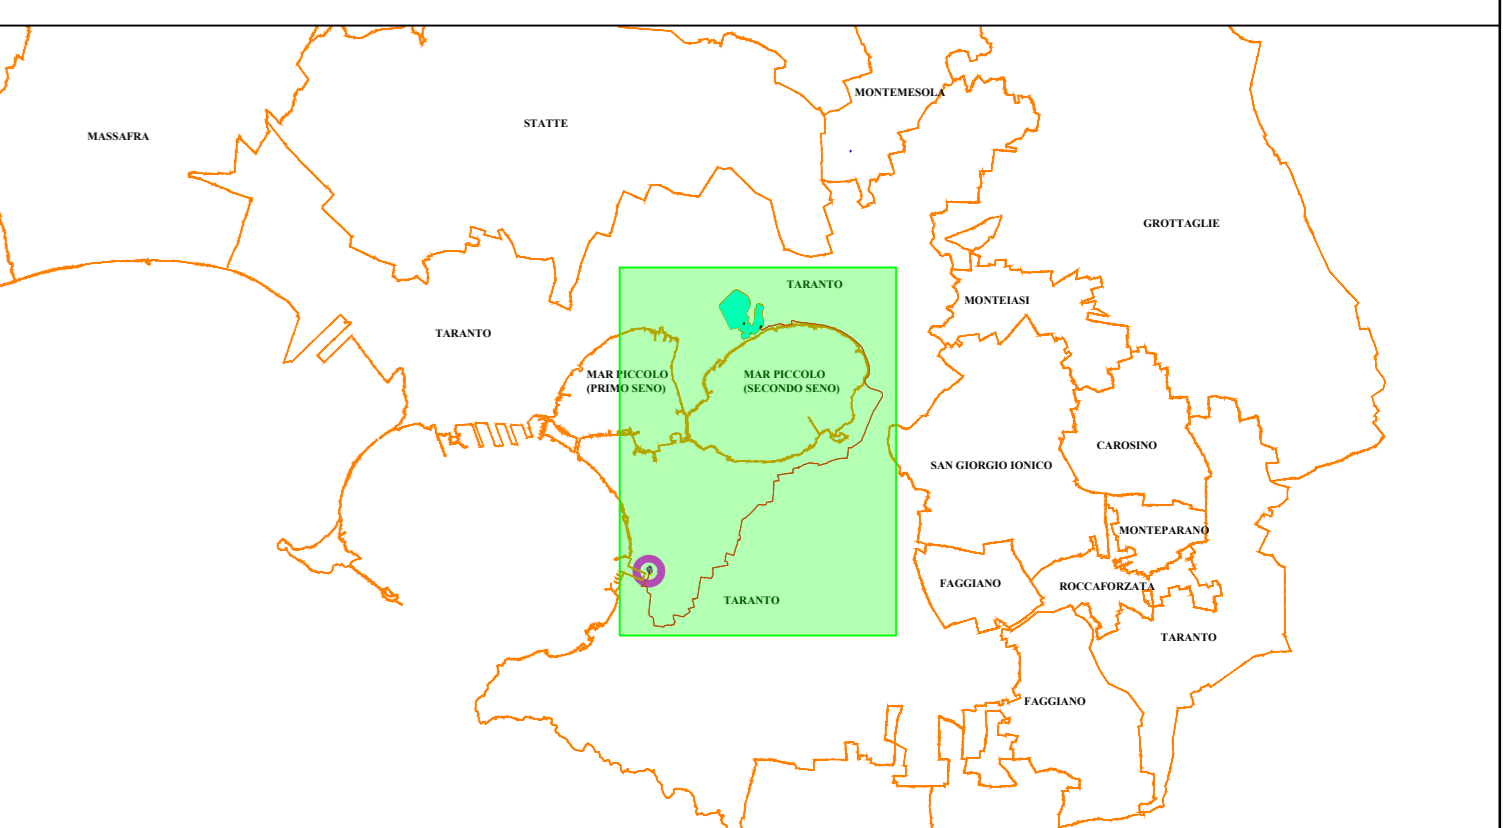 MONTEMESOLA
STATTE
MASSAFRA
GROTTAGLIE
TARANTO
MONTEIASI
TARANTO
MAR PICCOLO
(PRIMO SENO)
MAR PICCOLO
(SECONDO SENO)
CAROSINO
SAN GIORGIO IONICO
MONTEPARANO
FAGGIANO
ROCCAFORZATA
TARANTO
TARANTO
FAGGIANO